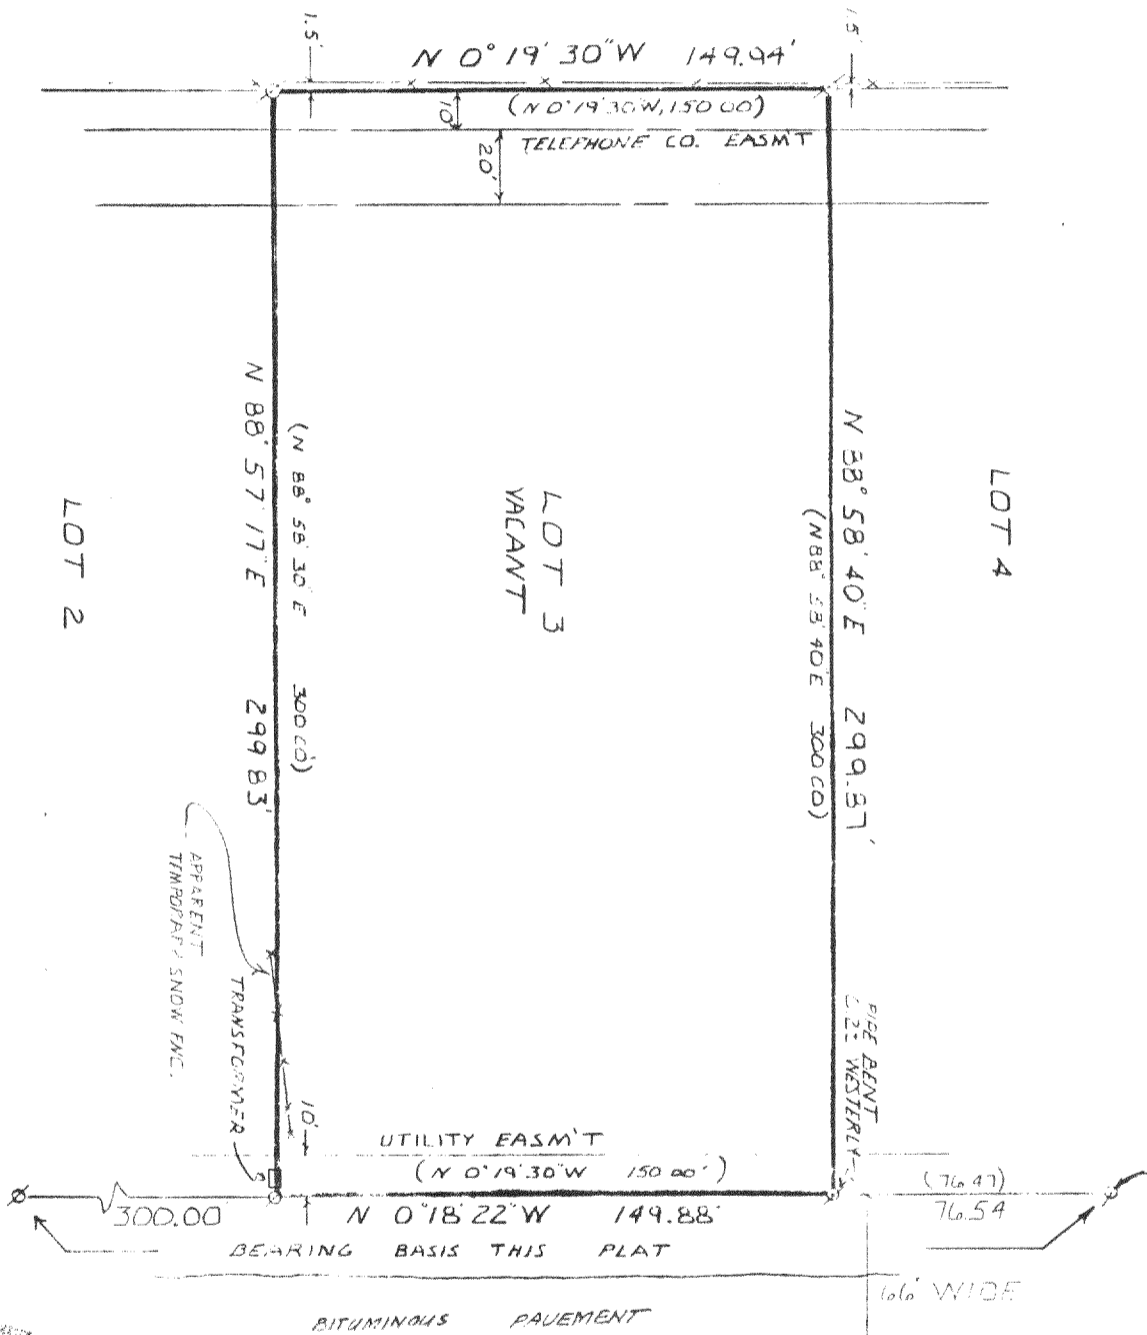 1.5'
1.5'
N 0° 19' 30" W 149.94'
(N 0° 19' 30" W, 150 00)
10'
TELEPHONE CO. EASM'T
20'
N 88° 57' 17" E 299 83'
(N 88° 58' 30" E 300 00)
LOT 3
VACANT
N 88° 58' 40" E 299.87'
(N 88° 58' 40" E 300 00)
LOT 2
LOT 4
APPARENT
TEMPORARY SNOW FNC.
TRANSFORMER
PIPE BENT
WESTERLY
10'
UTILITY EASM'T
(N 0° 19' 30" W 150 00')
(76.47)
300.00
N 0° 18' 22" W 149.88'
76.54
BEARING BASIS THIS PLAT
66' WIDE
BITUMINOUS PAVEMENT